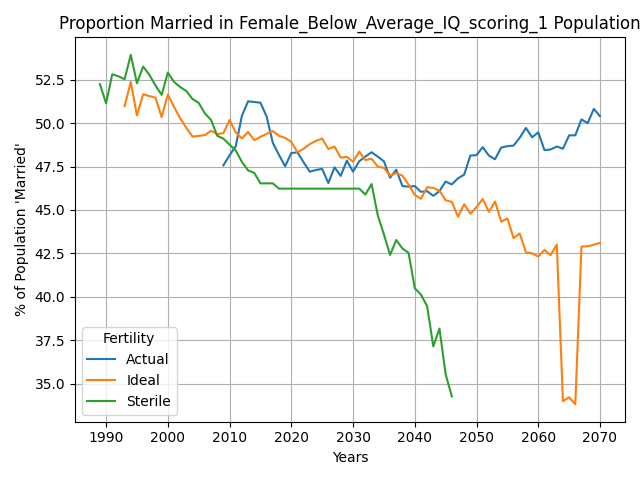 Proportion Married in Female_Below_Average_IQ_scoring_1 Population
% of Population 'Married'
52.5
50.0
47.5
45.0
42.5
40.0
37.5
35.0
Fertility
Actual
Ideal
Sterile
1990 2000 2010 2020 2030 2040 2050 2060 2070
Years